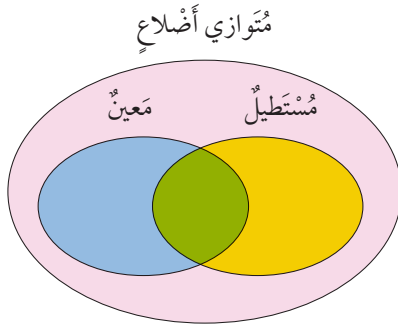 مُتَوازي أَضْلاعٍ
مُسْتَطيلٌ
مَعينٌ